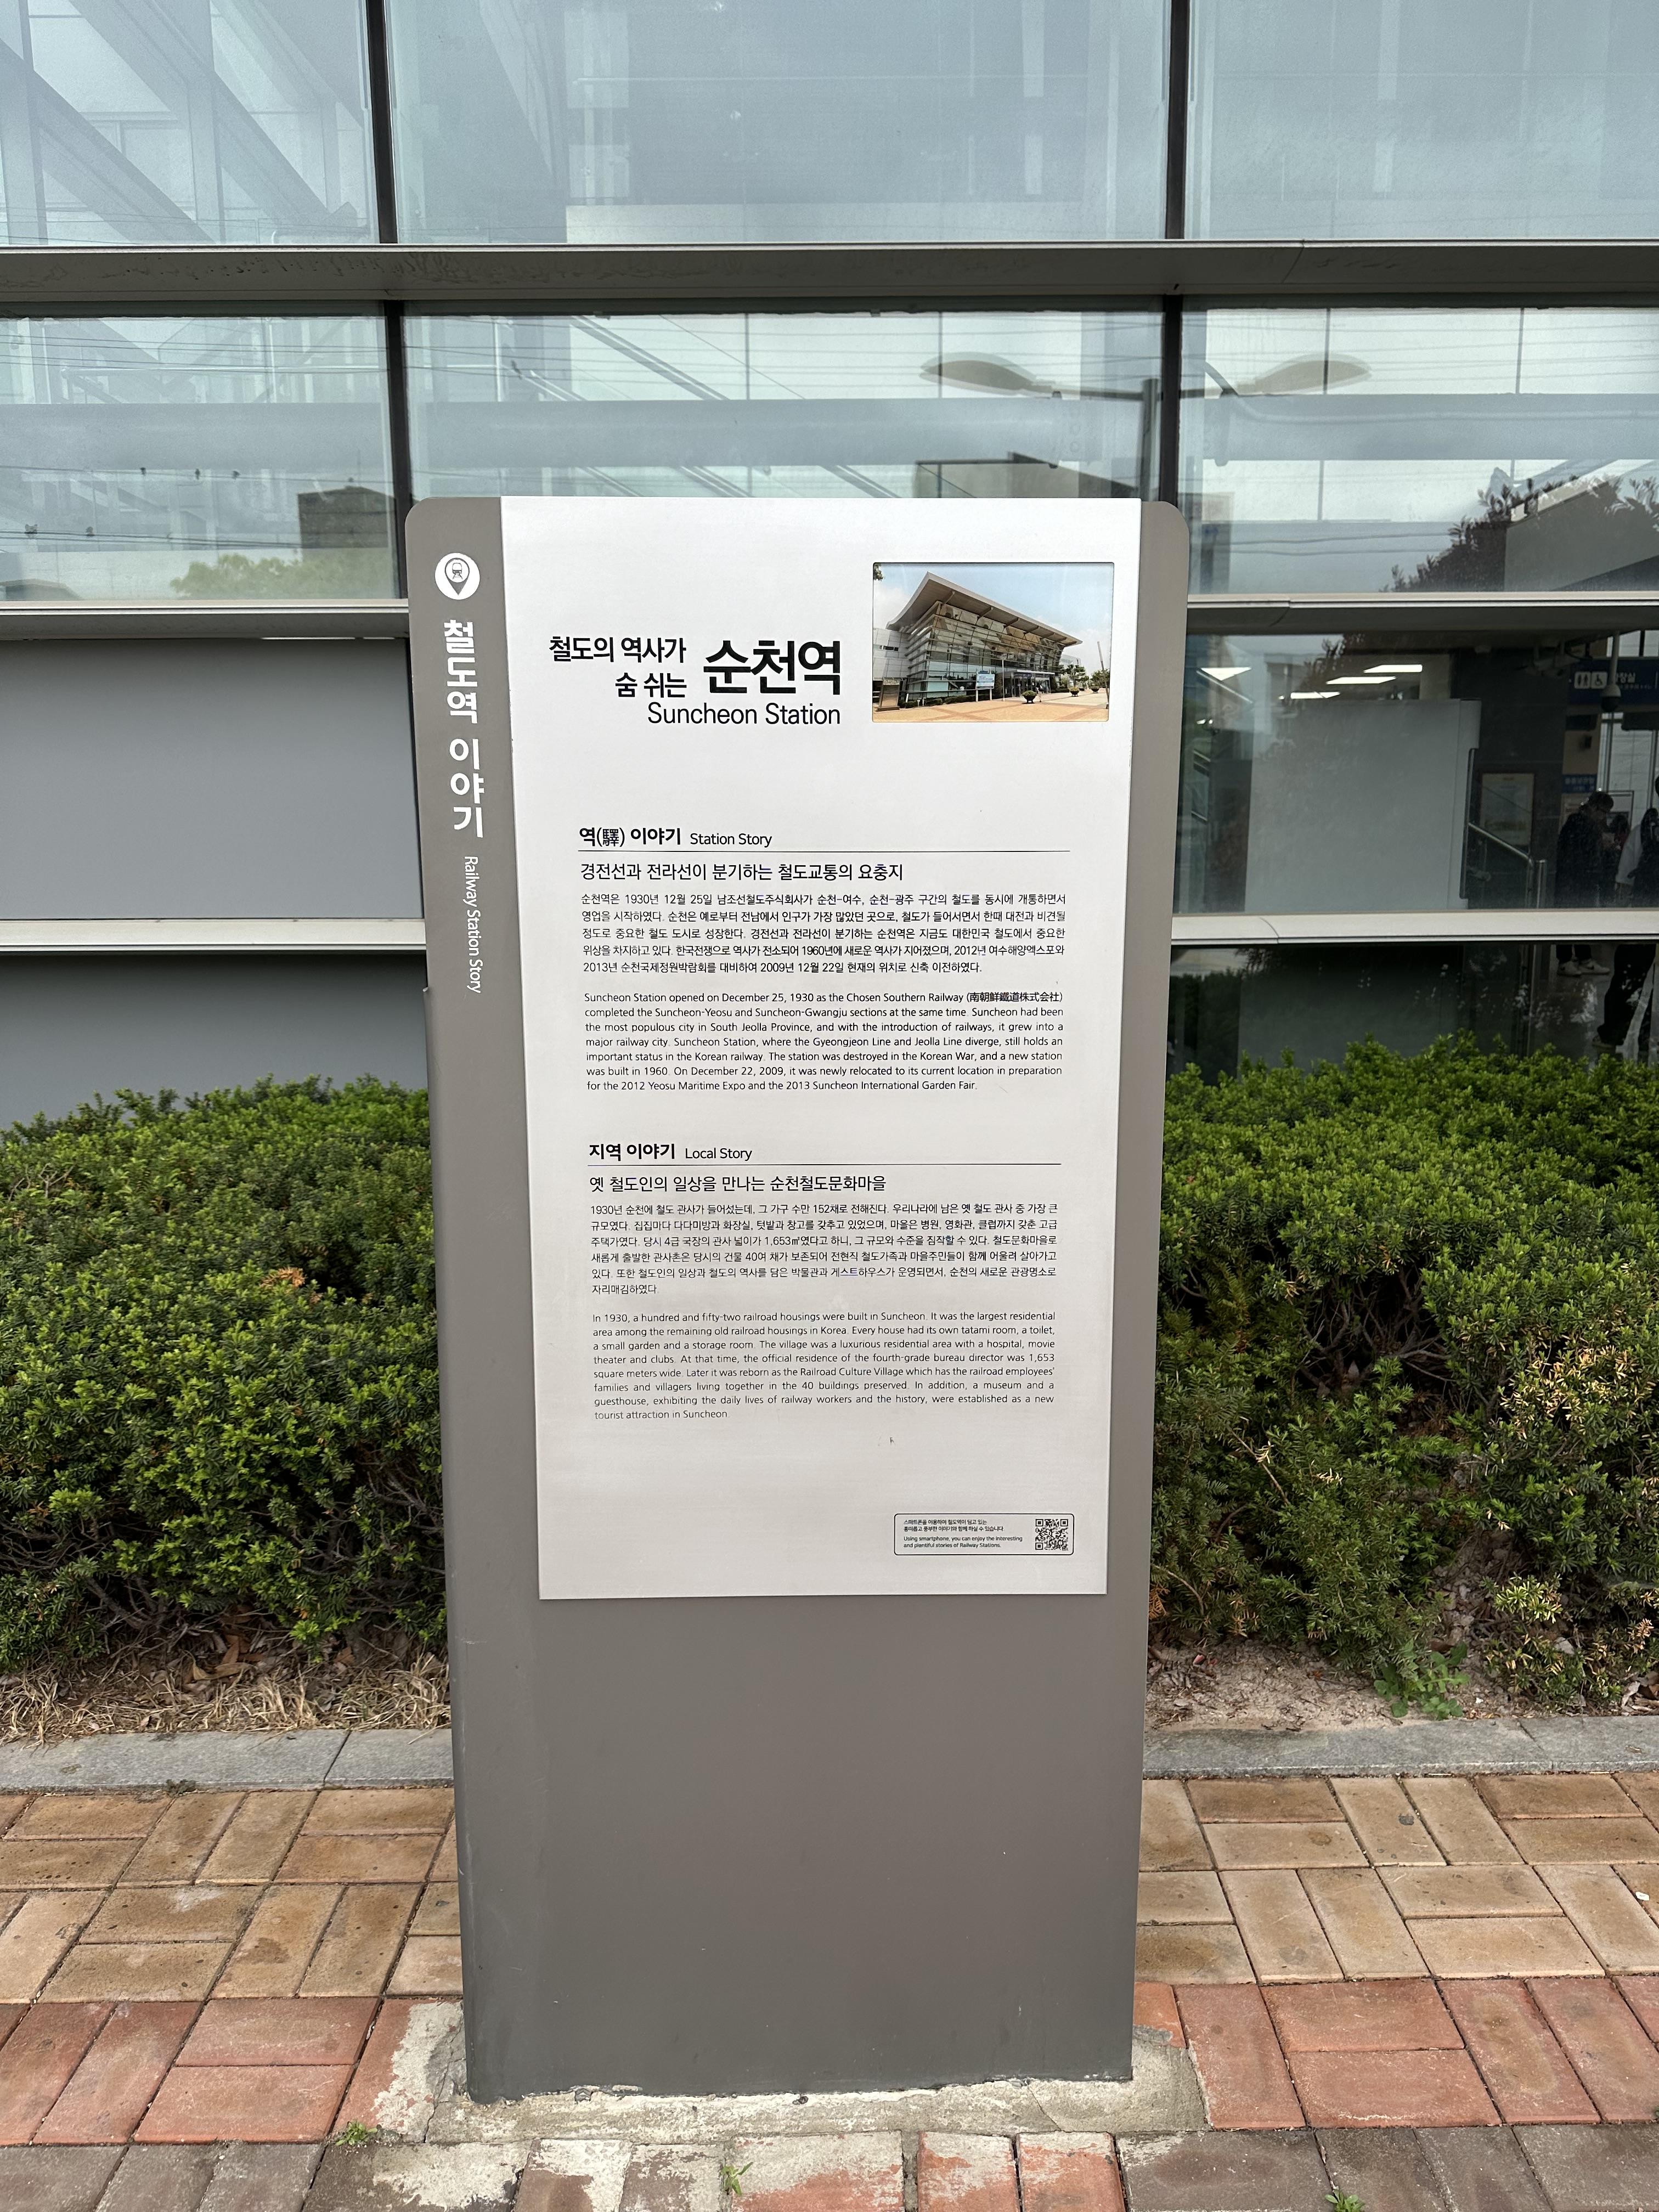 철도역 이야기 Railway Station Story
철도의 역사가
숨 쉬는 순천역
Suncheon Station
역(驛) 이야기 Station Story
경전선과 전라선이 분기하는 철도교통의 요충지
순천역은 1930년 12월 25일 남조선철도주식회사가 순천-여수, 순천-광주 구간의 철도를 동시에 개통하면서
영업을 시작하였다. 순천은 예로부터 전남에서 인구가 가장 많았던 곳으로, 철도가 들어서면서 한때 대전과 비견될
정도로 중요한 철도 도시로 성장한다. 경전선과 전라선이 분기하는 순천역은 지금도 대한민국 철도에서 중요한
위상을 차지하고 있다. 한국전쟁으로 역사가 전소되어 1960년에 새로운 역사가 지어졌으며, 2012년 여수해양엑스포와
2013년 순천국제정원박람회를 대비하여 2009년 12월 22일 현재의 위치로 신축 이전하였다.
Suncheon Station opened on December 25, 1930 as the Chosen Southern Railway (南朝鮮鐵道株式会社)
completed the Suncheon-Yeosu and Suncheon-Gwangju sections at the same time. Suncheon had been
the most populous city in South Jeolla Province, and with the introduction of railways, it grew into a
major railway city. Suncheon Station, where the Gyeongjeon Line and Jeolla Line diverge, still holds an
important status in the Korean railway. The station was destroyed in the Korean War, and a new station
was built in 1960. On December 22, 2009, it was newly relocated to its current location in preparation
for the 2012 Yeosu Maritime Expo and the 2013 Suncheon International Garden Fair.
지역 이야기 Local Story
옛 철도인의 일상을 만나는 순천철도문화마을
1930년 순천에 철도 관사가 들어섰는데, 그 가구 수만 152채로 전해진다. 우리나라에 남은 옛 철도 관사 중 가장 큰
규모였다. 집집마다 다다미방과 화장실, 텃밭과 창고를 갖추고 있었으며, 마을은 병원, 영화관, 클럽까지 갖춘 고급
주택가였다. 당시 4급 국장의 관사 넓이가 1,653㎡였다고 하니, 그 규모와 수준을 짐작할 수 있다. 철도문화마을로
새롭게 출발한 관사촌은 당시의 건물 40여 채가 보존되어 전현직 철도가족과 마을주민들이 함께 어울려 살아가고
있다. 또한 철도인의 일상과 철도의 역사를 담은 박물관과 게스트하우스가 운영되면서, 순천의 새로운 관광명소로
자리매김하였다.
In 1930, a hundred and fifty-two railroad housings were built in Suncheon. It was the largest residential
area among the remaining old railroad housings in Korea. Every house had its own tatami room, a toilet,
a small garden and a storage room. The village was a luxurious residential area with a hospital, movie
theater and clubs. At that time, the official residence of the fourth-grade bureau director was 1,653
square meters wide. Later it was reborn as the Railroad Culture Village which has the railroad employees'
families and villagers living together in the 40 buildings preserved. In addition, a museum and a
guesthouse, exhibiting the daily lives of railway workers and the history, were established as a new
tourist attraction in Suncheon.
스마트폰을 이용하여 철도역이 담고 있는
흥미롭고 풍부한 이야기와 함께 하실 수 있습니다.
Using smartphone, you can enjoy the interesting
and plentiful stories of Railway Stations.